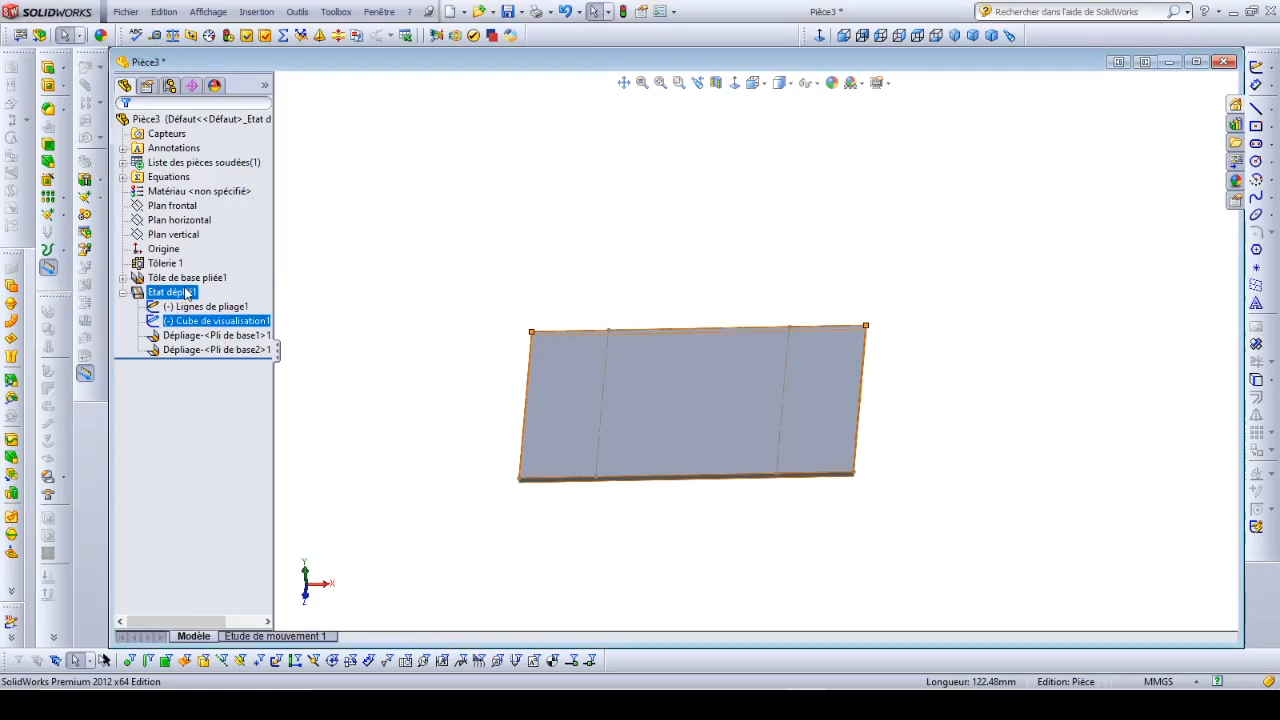 SOLIDWORKS Fichier Edition Affichage Insertion Outils Toolbox Fenêtre ? Pièce3 * Rechercher dans l'aide de SolidWorks ?
Pièce3 *
Pièce3 (Défaut<<Défaut>_Etat d
Capteurs
Annotations
Liste des pièces soudées(1)
Equations
Matériau <non spécifié>
Plan frontal
Plan horizontal
Plan vertical
Origine
Tôlerie 1
Tôle de base pliée1
Etat déplié1
(-) Lignes de pliage1
(-) Cube de visualisation1
Dépliage-<Pli de base1>1
Dépliage-<Pli de base2>1
Y
X
Z
Modèle Etude de mouvement 1
SolidWorks Premium 2012 x64 Edition Longueur: 122.48mm Edition: Pièce MMGS ?